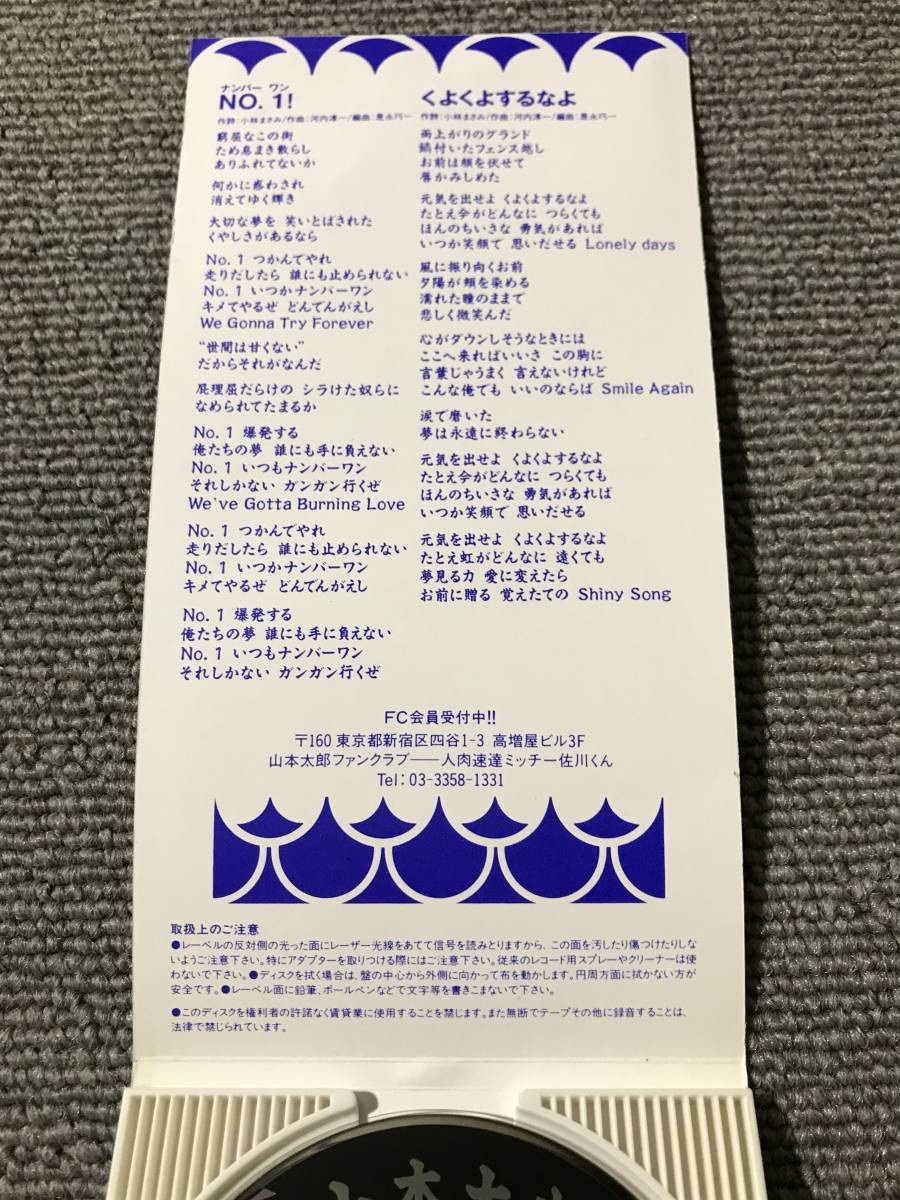 ナンバー ワン
NO. 1!
作詩：小林まさみ/作曲：河内淳一/編曲：是永巧一
窮屈なこの街
ため息まき散らし
ありふれてないか
何かに惑わされ
消えてゆく輝き
大切な夢を 笑いとばされた
くやしさがあるなら
No. 1 つかんでやれ
走りだしたら 誰にも止められない
No. 1 いつかナンバーワン
キメてやるぜ どんでんがえし
We Gonna Try Forever
“世間は甘くない”
だからそれがなんだ
屁理屈だらけの シラけた奴らに
なめられてたまるか
No. 1 爆発する
俺たちの夢 誰にも手に負えない
No. 1 いつもナンバーワン
それしかない ガンガン行くぜ
We've Gotta Burning Love
No. 1 つかんでやれ
走りだしたら 誰にも止められない
No. 1 いつかナンバーワン
キメてやるぜ どんでんがえし
No. 1 爆発する
俺たちの夢 誰にも手に負えない
No. 1 いつもナンバーワン
それしかない ガンガン行くぜ
くよくよするなよ
作詩：小林まさみ/作曲：河内淳一/編曲：是永巧一
雨上がりのグランド
錆付いたフェンス越し
お前は顔を伏せて
唇かみしめた
元気を出せよ くよくよするなよ
たとえ今がどんなに つらくても
ほんのちいさな 勇気があれば
いつか笑顔で 思いだせる Lonely days
風に振り向くお前
夕陽が頬を染める
濡れた瞳のままで
悲しく微笑んだ
心がダウンしそうなときには
ここへ来ればいいさ この胸に
言葉じゃうまく 言えないけれど
こんな俺でも いいのならば Smile Again
涙で磨いた
夢は永遠に終わらない
元気を出せよ くよくよするなよ
たとえ今がどんなに つらくても
ほんのちいさな 勇気があれば
いつか笑顔で 思いだせる
元気を出せよ くよくよするなよ
たとえ虹がどんなに 遠くても
夢見る力 愛に変えたら
お前に贈る 覚えたての Shiny Song
FC会員受付中!!
〒160 東京都新宿区四谷1-3 高増屋ビル3F
山本太郎ファンクラブ——人肉速達ミッチー佐川くん
Tel：03-3358-1331
取扱上のご注意
●レーベルの反対側の光った面にレーザー光線をあてて信号を読みとりますから、この面を汚したり傷つけたりしな
いようご注意下さい。特にアダプターを取りつける際にはご注意下さい。従来のレコード用スプレーやクリーナーは使
わないで下さい。●ディスクを拭く場合は、盤の中心から外側に向かって布を動かします。円周方面に拭かない方が
安全です。●レーベル面に鉛筆、ボールペンなどで文字等を書きこまないで下さい。
●このディスクを権利者の許諾なく賃貸業に使用することを禁じます。また無断でテープその他に録音することは、
法律で禁じられています。